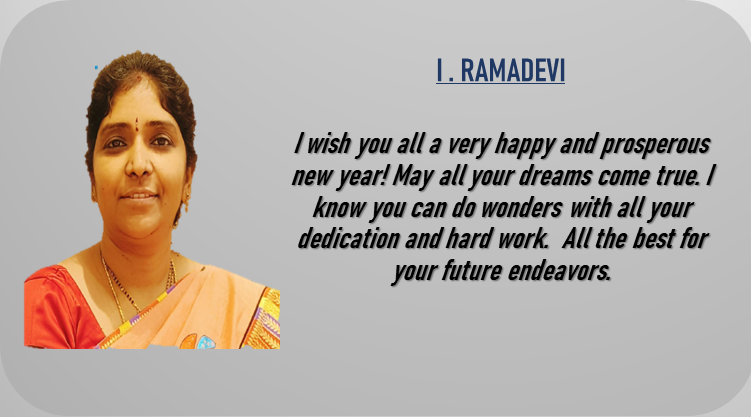 I . RAMADEVI
I wish you all a very happy and prosperous
new year! May all your dreams come true. I
know you can do wonders with all your
dedication and hard work.  All the best for
your future endeavors.